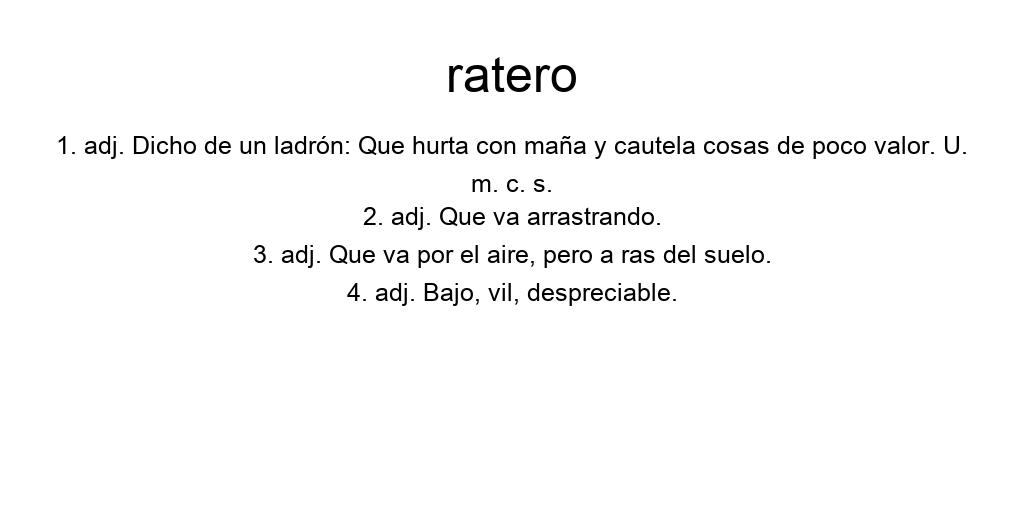 ratero
1. adj. Dicho de un ladrón: Que hurta con maña y cautela cosas de poco valor. U.
m. c. s.
2. adj. Que va arrastrando.
3. adj. Que va por el aire, pero a ras del suelo.
4. adj. Bajo, vil, despreciable.